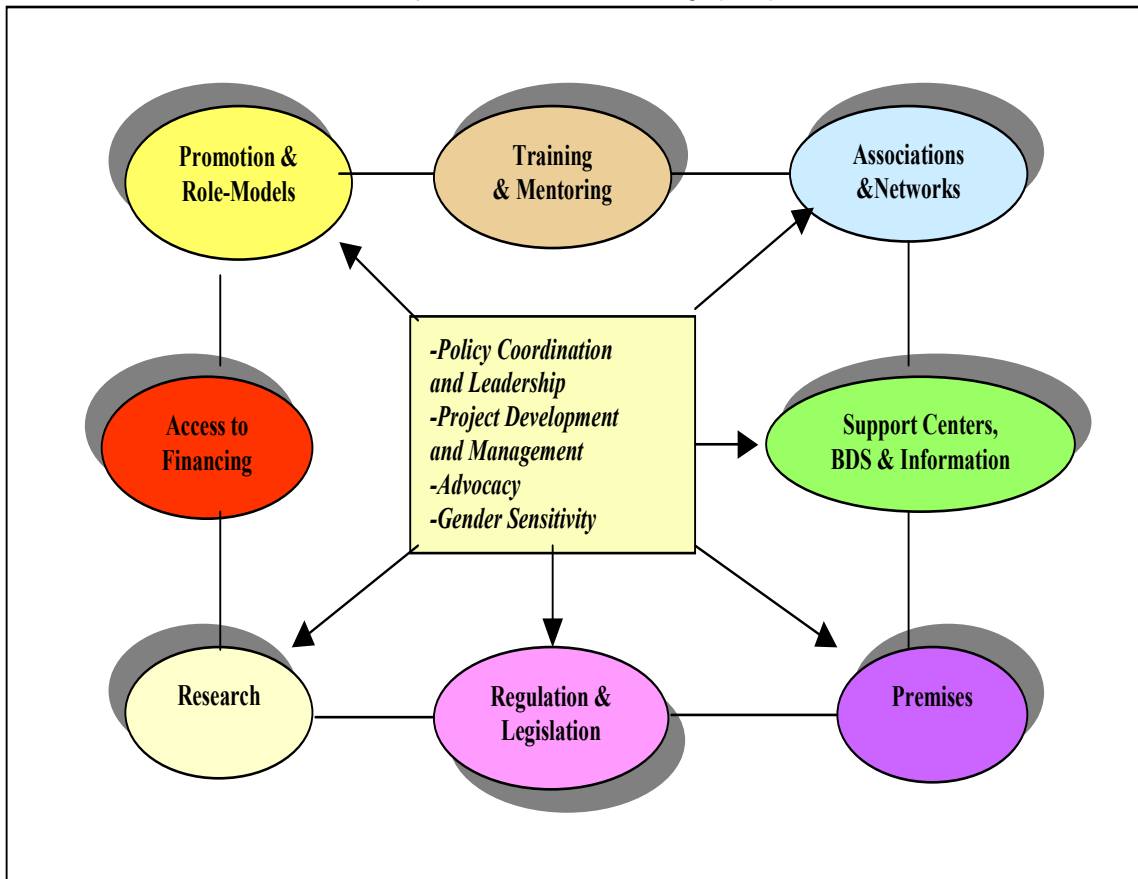 Promotion &
Role-Models
Training
& Mentoring
Associations
&Networks
-Policy Coordination
and Leadership
-Project Development
and Management
-Advocacy
-Gender Sensitivity
Access to
Financing
Support Centers,
BDS & Information
Research
Regulation &
Legislation
Premises